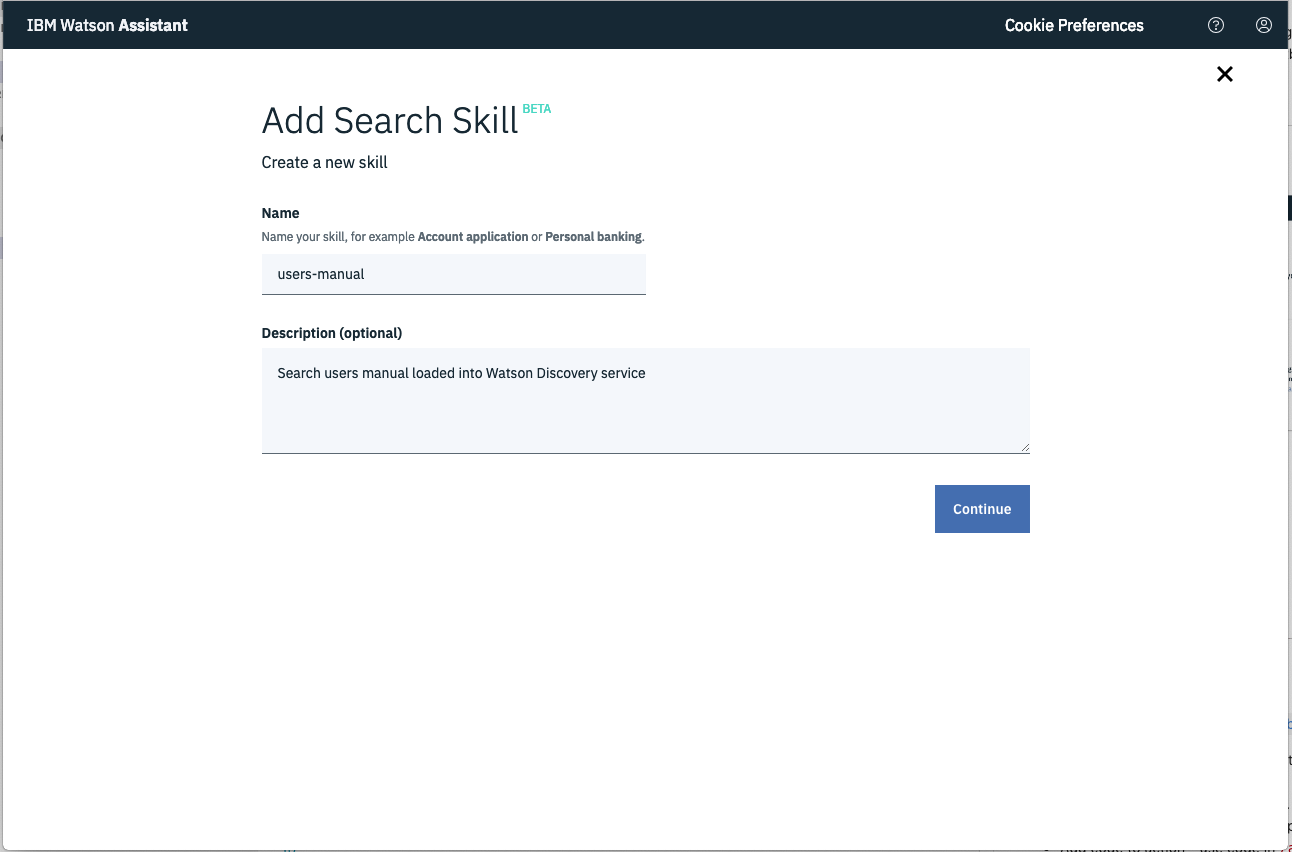 IBM Watson Assistant
Cookie Preferences
Add Search Skill BETA
Create a new skill
Name
Name your skill, for example Account application or Personal banking.
users-manual
Description (optional)
Search users manual loaded into Watson Discovery service
Continue